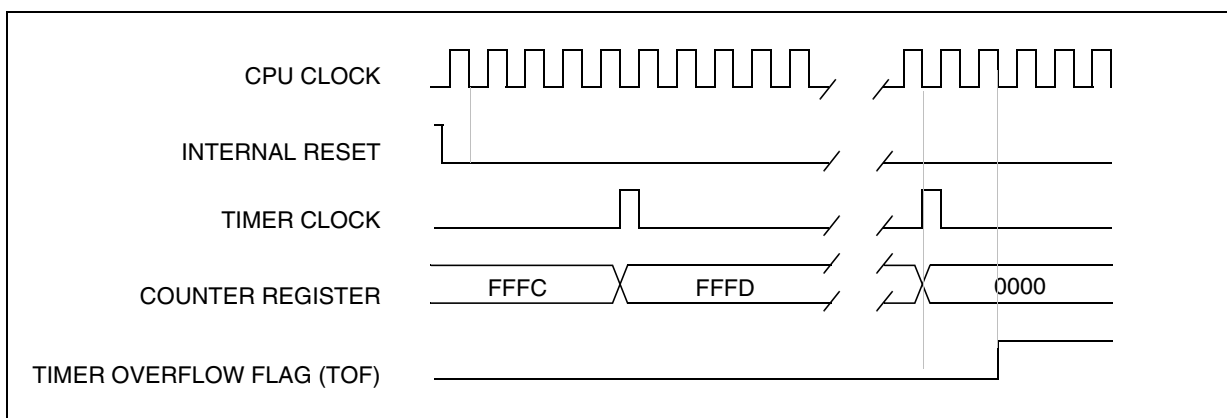 CPU CLOCK
INTERNAL RESET
TIMER CLOCK
COUNTER REGISTER
FFFC
FFFD
0000
TIMER OVERFLOW FLAG (TOF)